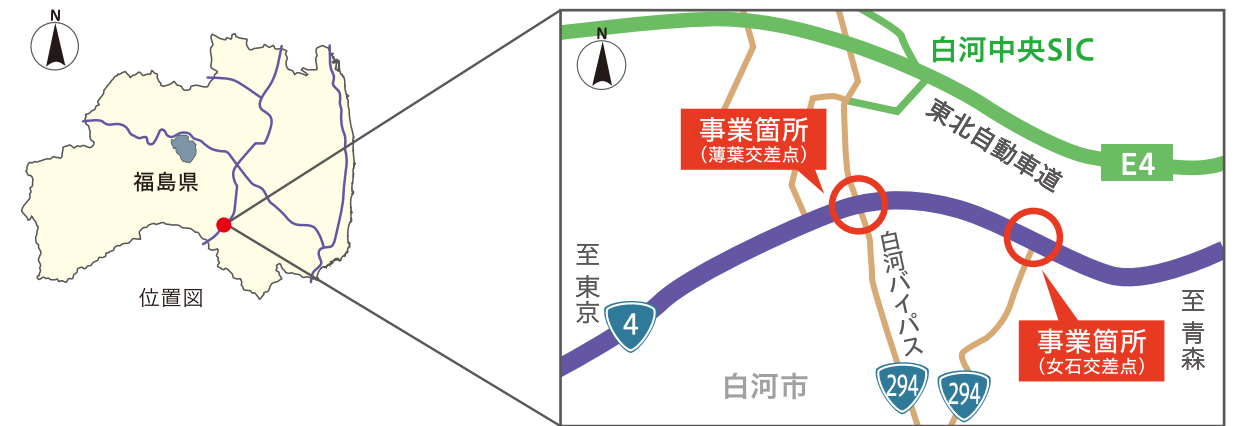 N
福島県
位置図
N
白河中央SIC
東北自動車道
E4
事業箇所
（薄葉交差点）
白河バイパス
至東京
4
至青森
事業箇所
（女石交差点）
白河市
294
294